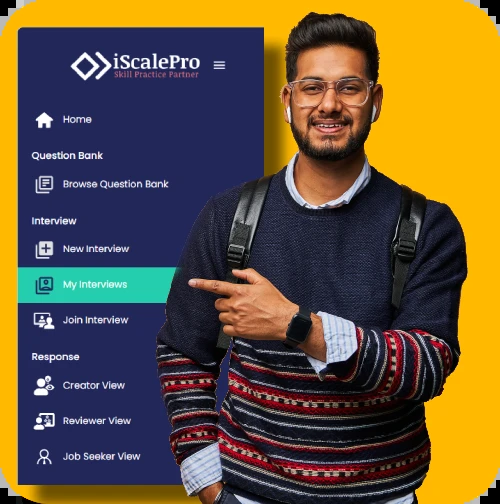 iScalePro
Skill Practice Partner
Home
Question Bank
Browse Question Bank
Interview
New Interview
My Interviews
Join Interview
Response
Creator View
Reviewer View
Job Seeker View